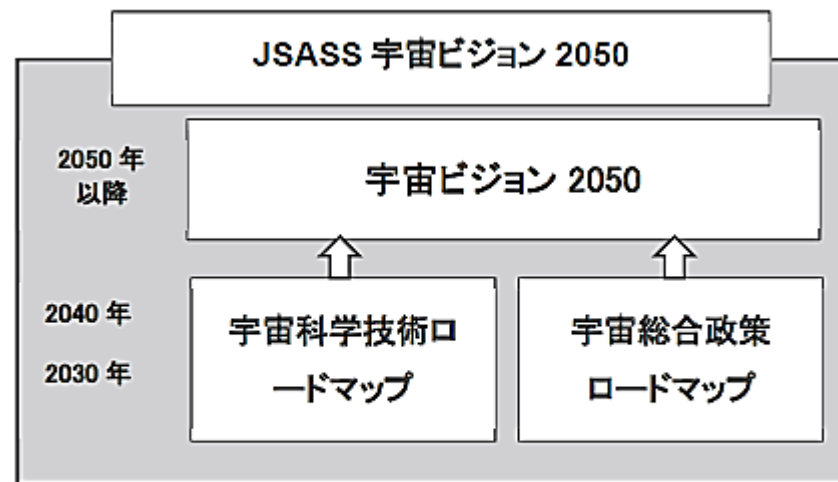 JSASS 宇宙ビジョン 2050
2050 年
以降
宇宙ビジョン 2050
2040 年
2030 年
宇宙科学技術ロ
ードマップ
宇宙総合政策
ロードマップ